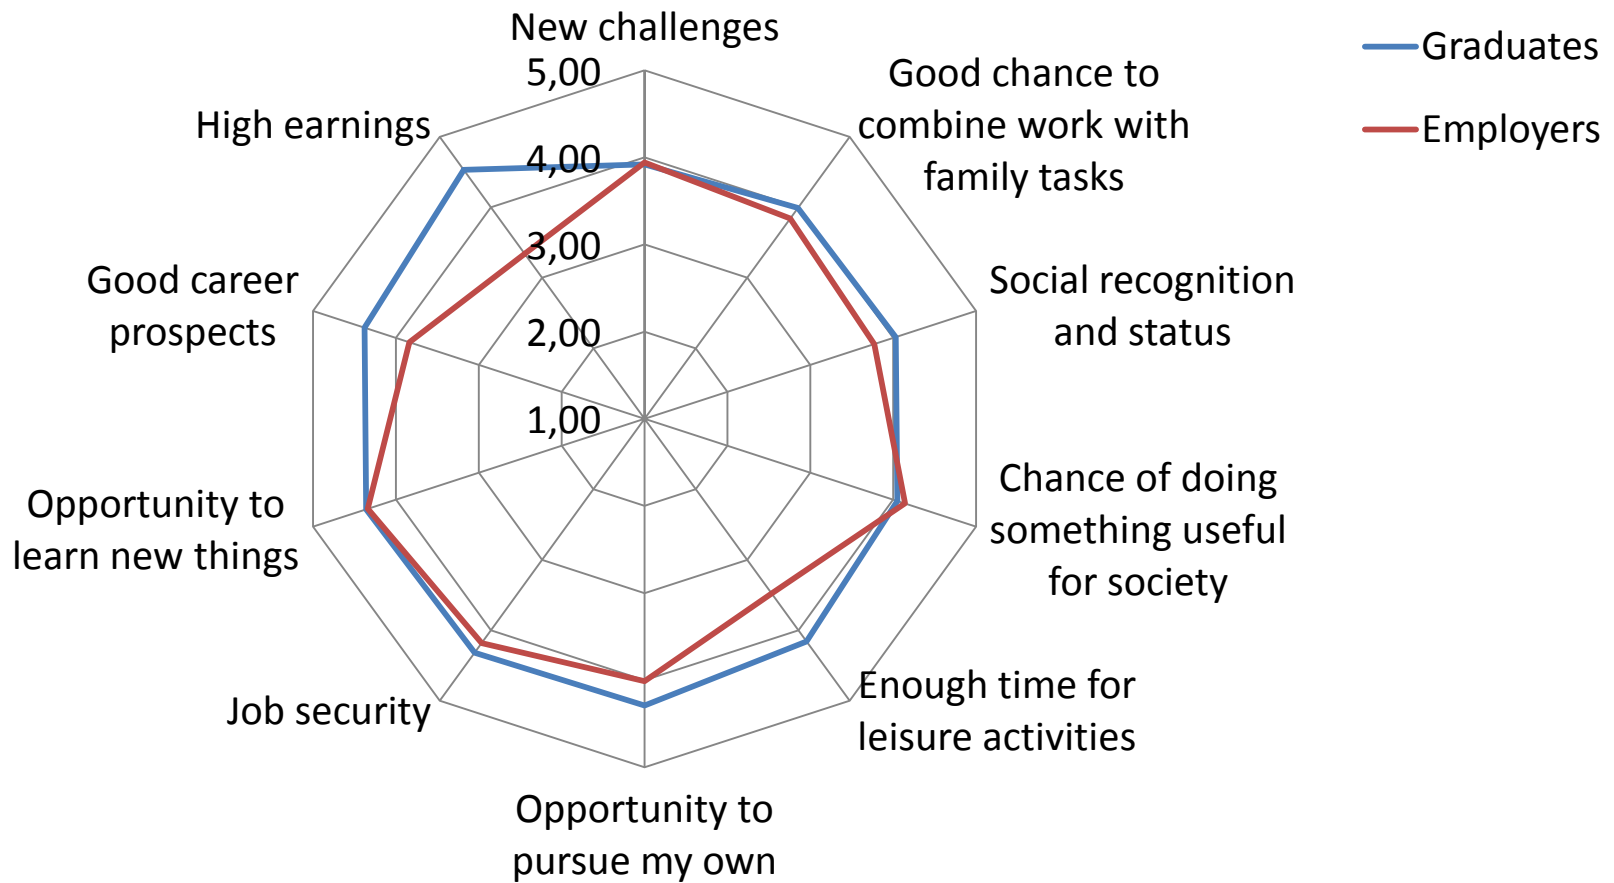 New challenges
Good chance to
combine work with
family tasks
Social recognition
and status
Chance of doing
something useful
for society
Enough time for
leisure activities
Opportunity to
pursue my own
Job security
Opportunity to
learn new things
Good career
prospects
High earnings
5,00
4,00
3,00
2,00
1,00
Graduates
Employers